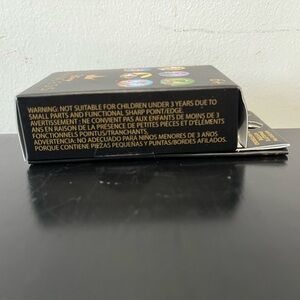 WARNING: NOT SUITABLE FOR CHILDREN UNDER 3 YEARS DUE TO
SMALL PARTS AND FUNCTIONAL SHARP POINT/EDGE.
AVERTISSEMENT : NE CONVIENT PAS AUX ENFANTS DE MOINS DE 3
ANS EN RAISON DE LA PRÉSENCE DE PETITES PIÈCES ET D'ÉLÉMENTS
FONCTIONNELS POINTUS/TRANCHANTS.
ADVERTENCIA: NO ADECUADO PARA NIÑOS MENORES DE 3 AÑOS
PORQUE CONTIENE PIEZAS PEQUEÑAS Y PUNTAS/BORDES AFILADOS.